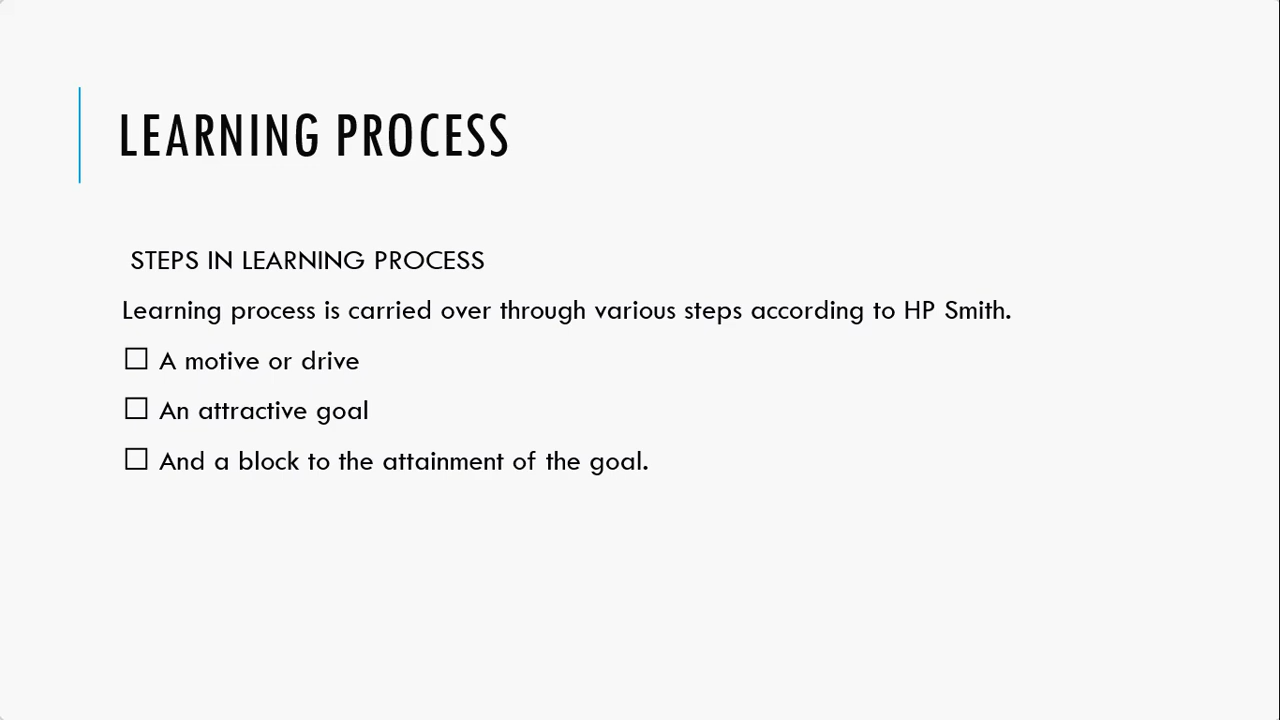 LEARNING PROCESS
STEPS IN LEARNING PROCESS
Learning process is carried over through various steps according to HP Smith.
☐ A motive or drive
☐ An attractive goal
☐ And a block to the attainment of the goal.